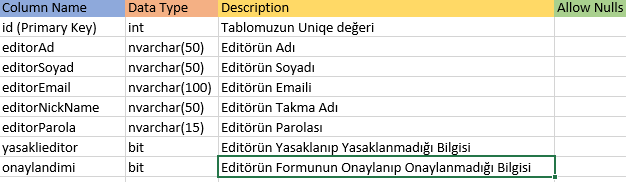 Column Name Data Type Description Allow Nulls
id (Primary Key) int Tablomuzun Uniqe değeri
editorAd nvarchar(50) Editörün Adı
editorSoyad nvarchar(50) Editörün Soyadı
editorEmail nvarchar(100) Editörün Emaili
editorNickName nvarchar(50) Editörün Takma Adı
editorParola nvarchar(15) Editörün Parolası
yasaklieditor bit Editörün Yasaklanıp Yasaklanmadığı Bilgisi
onaylandimi bit Editörün Formunun Onaylanıp Onaylanmadığı Bilgisi